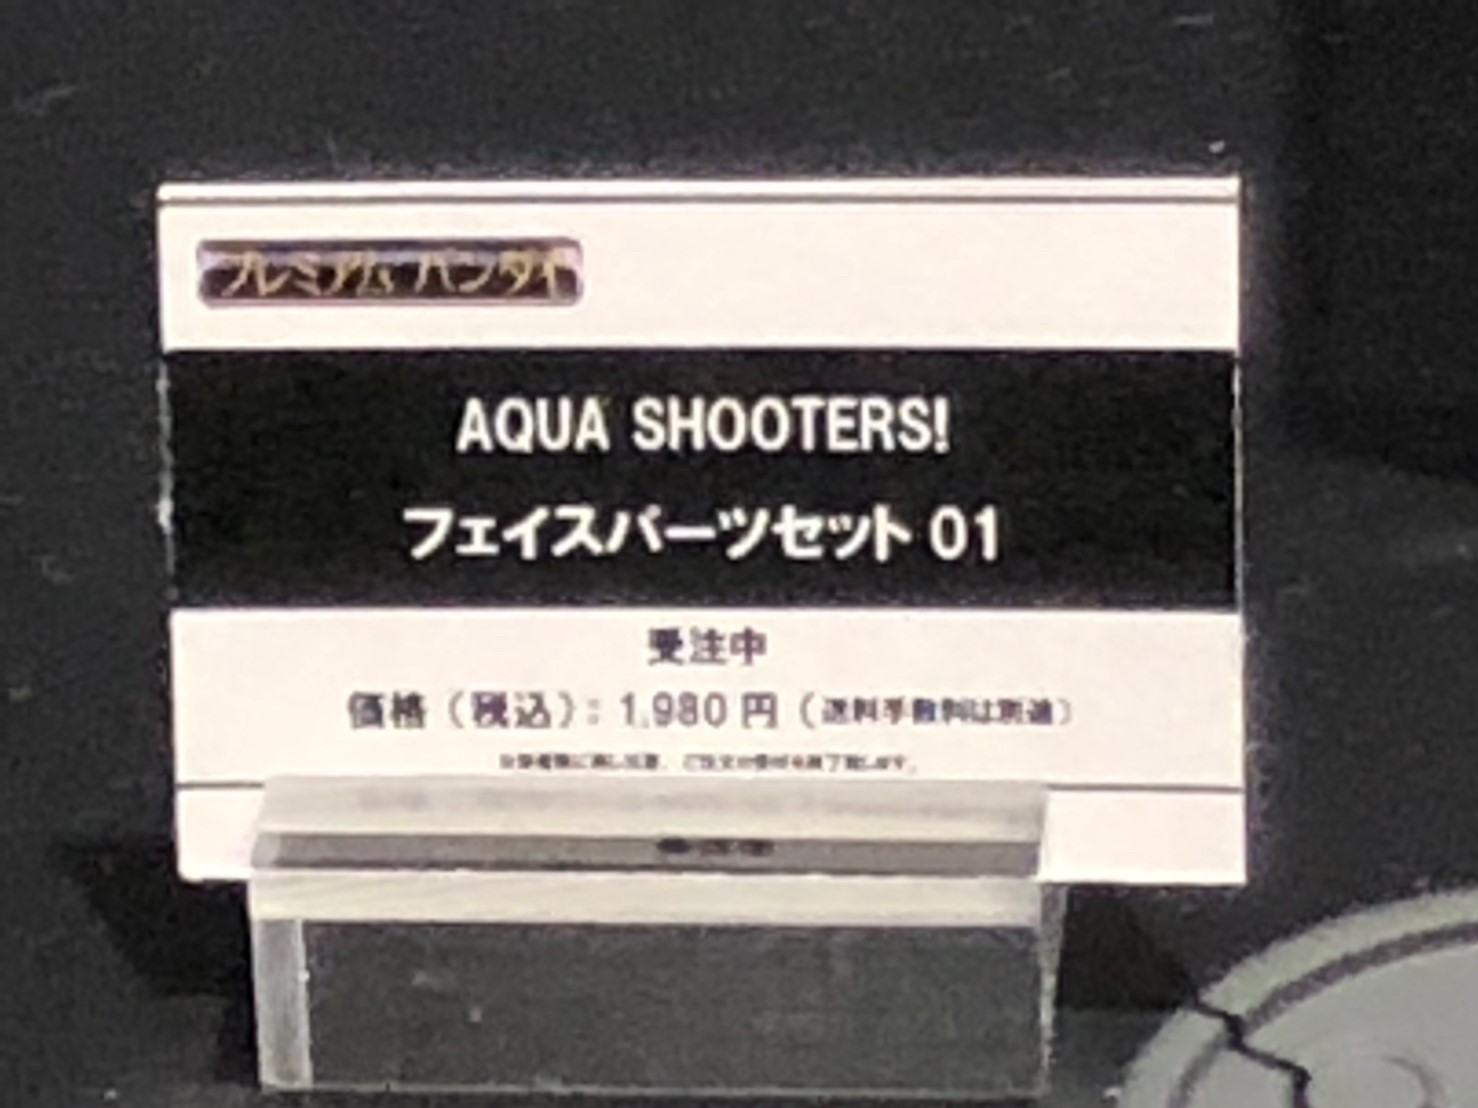 プレミアム バンダイ
AQUA SHOOTERS!
フェイスパーツセット 01
受注中
価格（税込）: 1,980 円（送料手数料は別途）